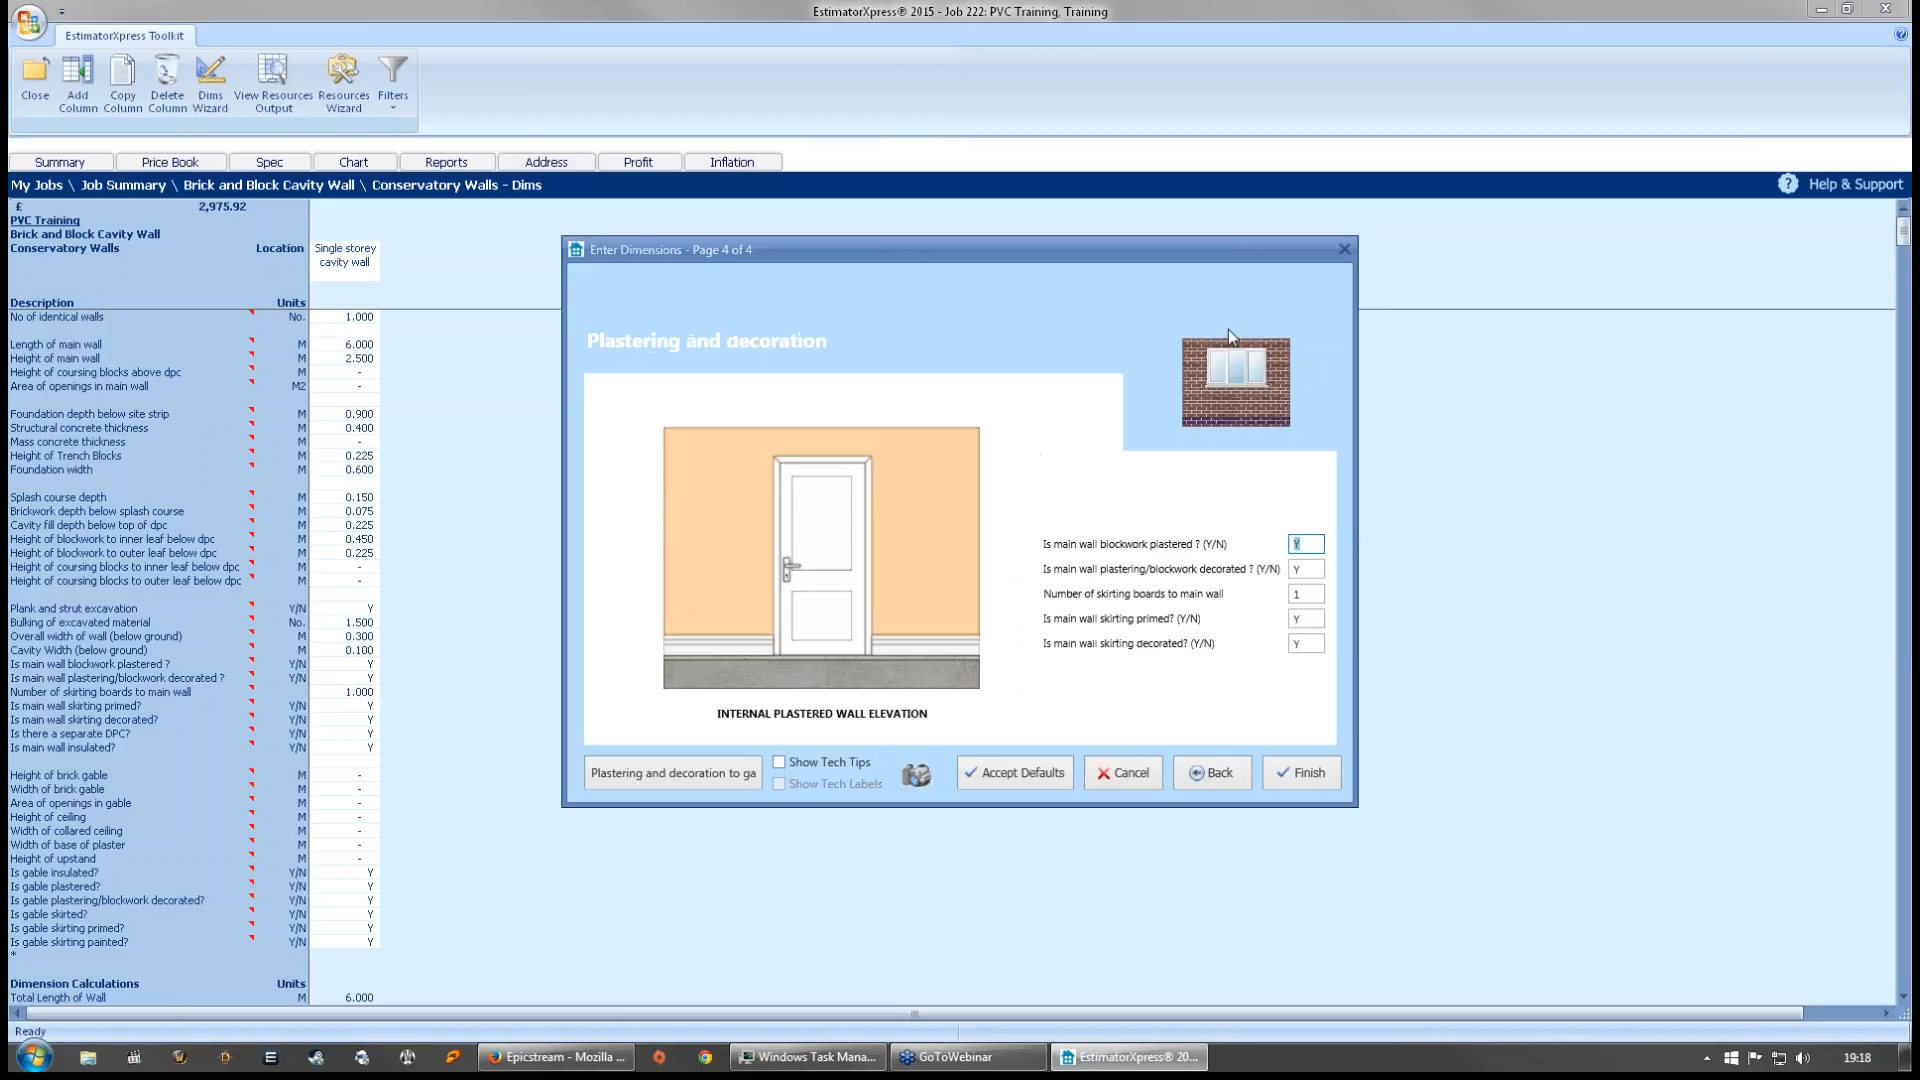 EstimatorXpress® 2015 - Job 222: PVC Training, Training
EstimatorXpress Toolkit
Close
Add Column
Copy Column
Delete Column
Dims Wizard
View Resources Output
Resources Wizard
Filters
Summary
Price Book
Spec
Chart
Reports
Address
Profit
Inflation
My Jobs \ Job Summary \ Brick and Block Cavity Wall \ Conservatory Walls - Dims
? Help & Support
£ 2,975.92
PVC Training
Brick and Block Cavity Wall
Conservatory Walls Location Single storey cavity wall
Description Units
No of identical walls No. 1.000
Length of main wall M 6.000
Height of main wall M 2.500
Height of coursing blocks above dpc M -
Area of openings in main wall M2 -
Foundation depth below site strip M 0.900
Structural concrete thickness M 0.400
Mass concrete thickness M -
Height of Trench Blocks M 0.225
Foundation width M 0.600
Splash course depth M 0.150
Brickwork depth below splash course M 0.075
Cavity fill depth below top of dpc M 0.225
Height of blockwork to inner leaf below dpc M 0.450
Height of blockwork to outer leaf below dpc M 0.225
Height of coursing blocks to inner leaf below dpc M -
Height of coursing blocks to outer leaf below dpc M -
Plank and strut excavation Y/N Y
Bulking of excavated material No. 1.500
Overall width of wall (below ground) M 0.300
Cavity Width (below ground) M 0.100
Is main wall blockwork plastered ? Y/N Y
Is main wall plastering/blockwork decorated ? Y/N Y
Number of skirting boards to main wall M 1.000
Is main wall skirting primed? Y/N Y
Is main wall skirting decorated? Y/N Y
Is there a separate DPC? Y/N Y
Is main wall insulated? Y/N Y
Height of brick gable M -
Width of brick gable M -
Area of openings in gable M -
Height of ceiling M -
Width of collared ceiling M -
Width of base of plaster M -
Height of upstand M -
Is gable insulated? Y/N Y
Is gable plastered? Y/N Y
Is gable plastering/blockwork decorated? Y/N Y
Is gable skirted? Y/N Y
Is gable skirting primed? Y/N Y
Is gable skirting painted? Y/N Y
*
Dimension Calculations Units
Total Length of Wall M 6.000
Enter Dimensions - Page 4 of 4
Plastering and decoration
Is main wall blockwork plastered ? (Y/N) Y
Is main wall plastering/blockwork decorated ? (Y/N) Y
Number of skirting boards to main wall 1
Is main wall skirting primed? (Y/N) Y
Is main wall skirting decorated? (Y/N) Y
INTERNAL PLASTERED WALL ELEVATION
Plastering and decoration to ga
Show Tech Tips
Show Tech Labels
Accept Defaults
Cancel
Back
Finish
Ready
Epicstream - Mozilla ...
Windows Task Mana...
GoToWebinar
EstimatorXpress® 20...
19:18